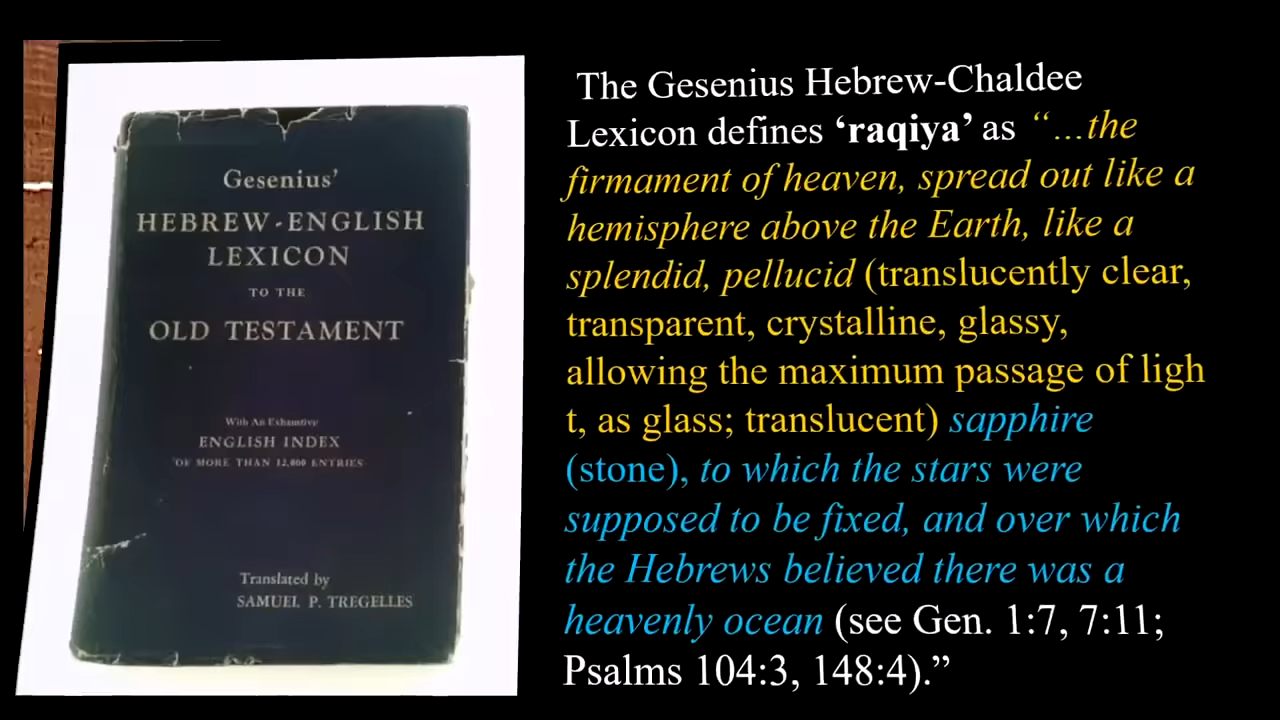 Gesenius'
HEBREW-ENGLISH
LEXICON
TO THE
OLD TESTAMENT
With An Exhaustive
ENGLISH INDEX
OF MORE THAN 12,000 ENTRIES
Translated by
SAMUEL P. TREGELLES
The Gesenius Hebrew-Chaldee
Lexicon defines ‘raqiya’ as “…the
firmament of heaven, spread out like a
hemisphere above the Earth, like a
splendid, pellucid (translucently clear,
transparent, crystalline, glassy,
allowing the maximum passage of ligh
t, as glass; translucent) sapphire
(stone), to which the stars were
supposed to be fixed, and over which
the Hebrews believed there was a
heavenly ocean (see Gen. 1:7, 7:11;
Psalms 104:3, 148:4).”